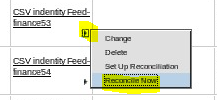 CSV indentity Feed-
finance53
Change
Delete
Set Up Reconciliation
Reconcile Now
CSV indentity Feed-
finance54